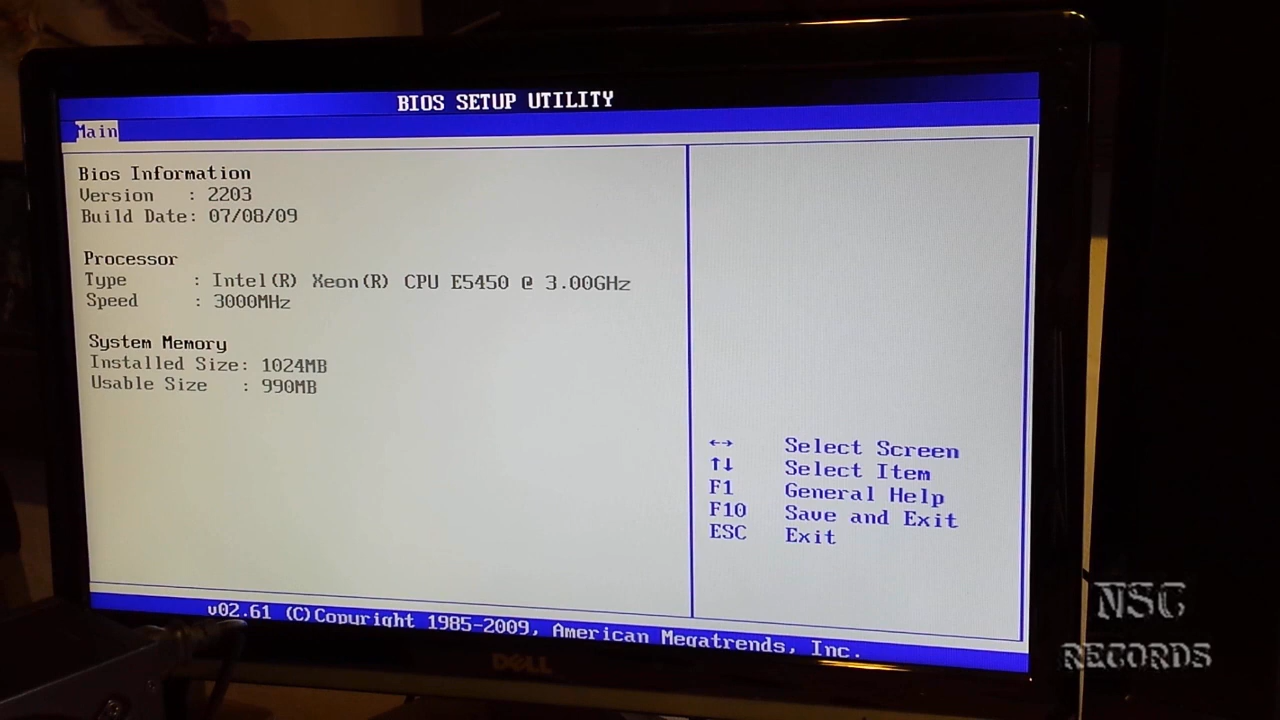 BIOS SETUP UTILITY
Main
Bios Information
Version : 2203
Build Date: 07/08/09
Processor
Type : Intel(R) Xeon(R) CPU E5450 @ 3.00GHz
Speed : 3000MHz
System Memory
Installed Size: 1024MB
Usable Size : 990MB
←→ Select Screen
↑↓ Select Item
F1 General Help
F10 Save and Exit
ESC Exit
v02.61 (C)Copyright 1985-2009, American Megatrends, Inc.
DELL
NSC
RECORDS